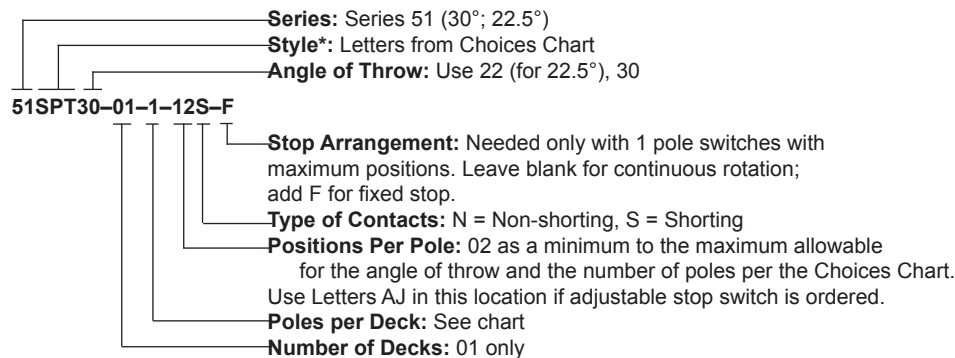 Series: Series 51 (30°; 22.5°)
Style*: Letters from Choices Chart
Angle of Throw: Use 22 (for 22.5°), 30
51SPT30–01–1–12S–F
Stop Arrangement: Needed only with 1 pole switches with
maximum positions. Leave blank for continuous rotation;
add F for fixed stop.
Type of Contacts: N = Non-shorting, S = Shorting
Positions Per Pole: 02 as a minimum to the maximum allowable
for the angle of throw and the number of poles per the Choices Chart.
Use Letters AJ in this location if adjustable stop switch is ordered.
Poles per Deck: See chart
Number of Decks: 01 only